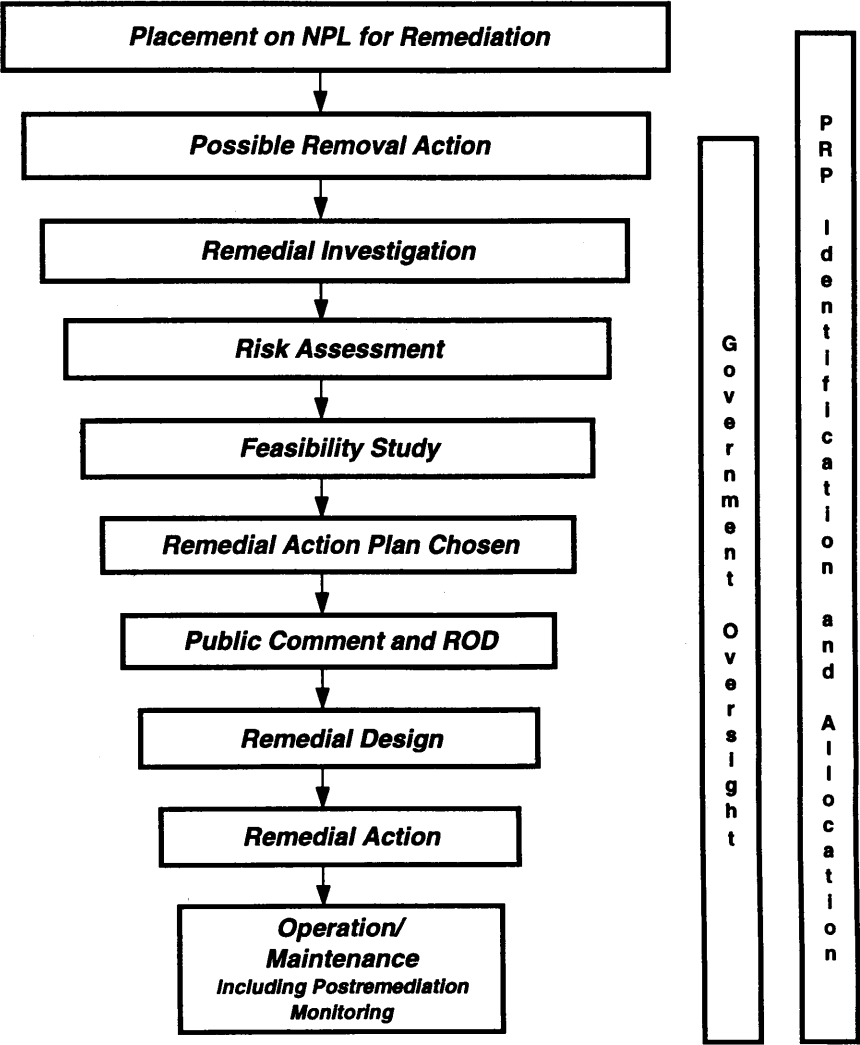 Placement on NPL for Remediation
Possible Removal Action
Remedial Investigation
Risk Assessment
Feasibility Study
Remedial Action Plan Chosen
Public Comment and ROD
Remedial Design
Remedial Action
Operation/
Maintenance
Including Postremediation
Monitoring
Government Oversight
PRP Identification and Allocation